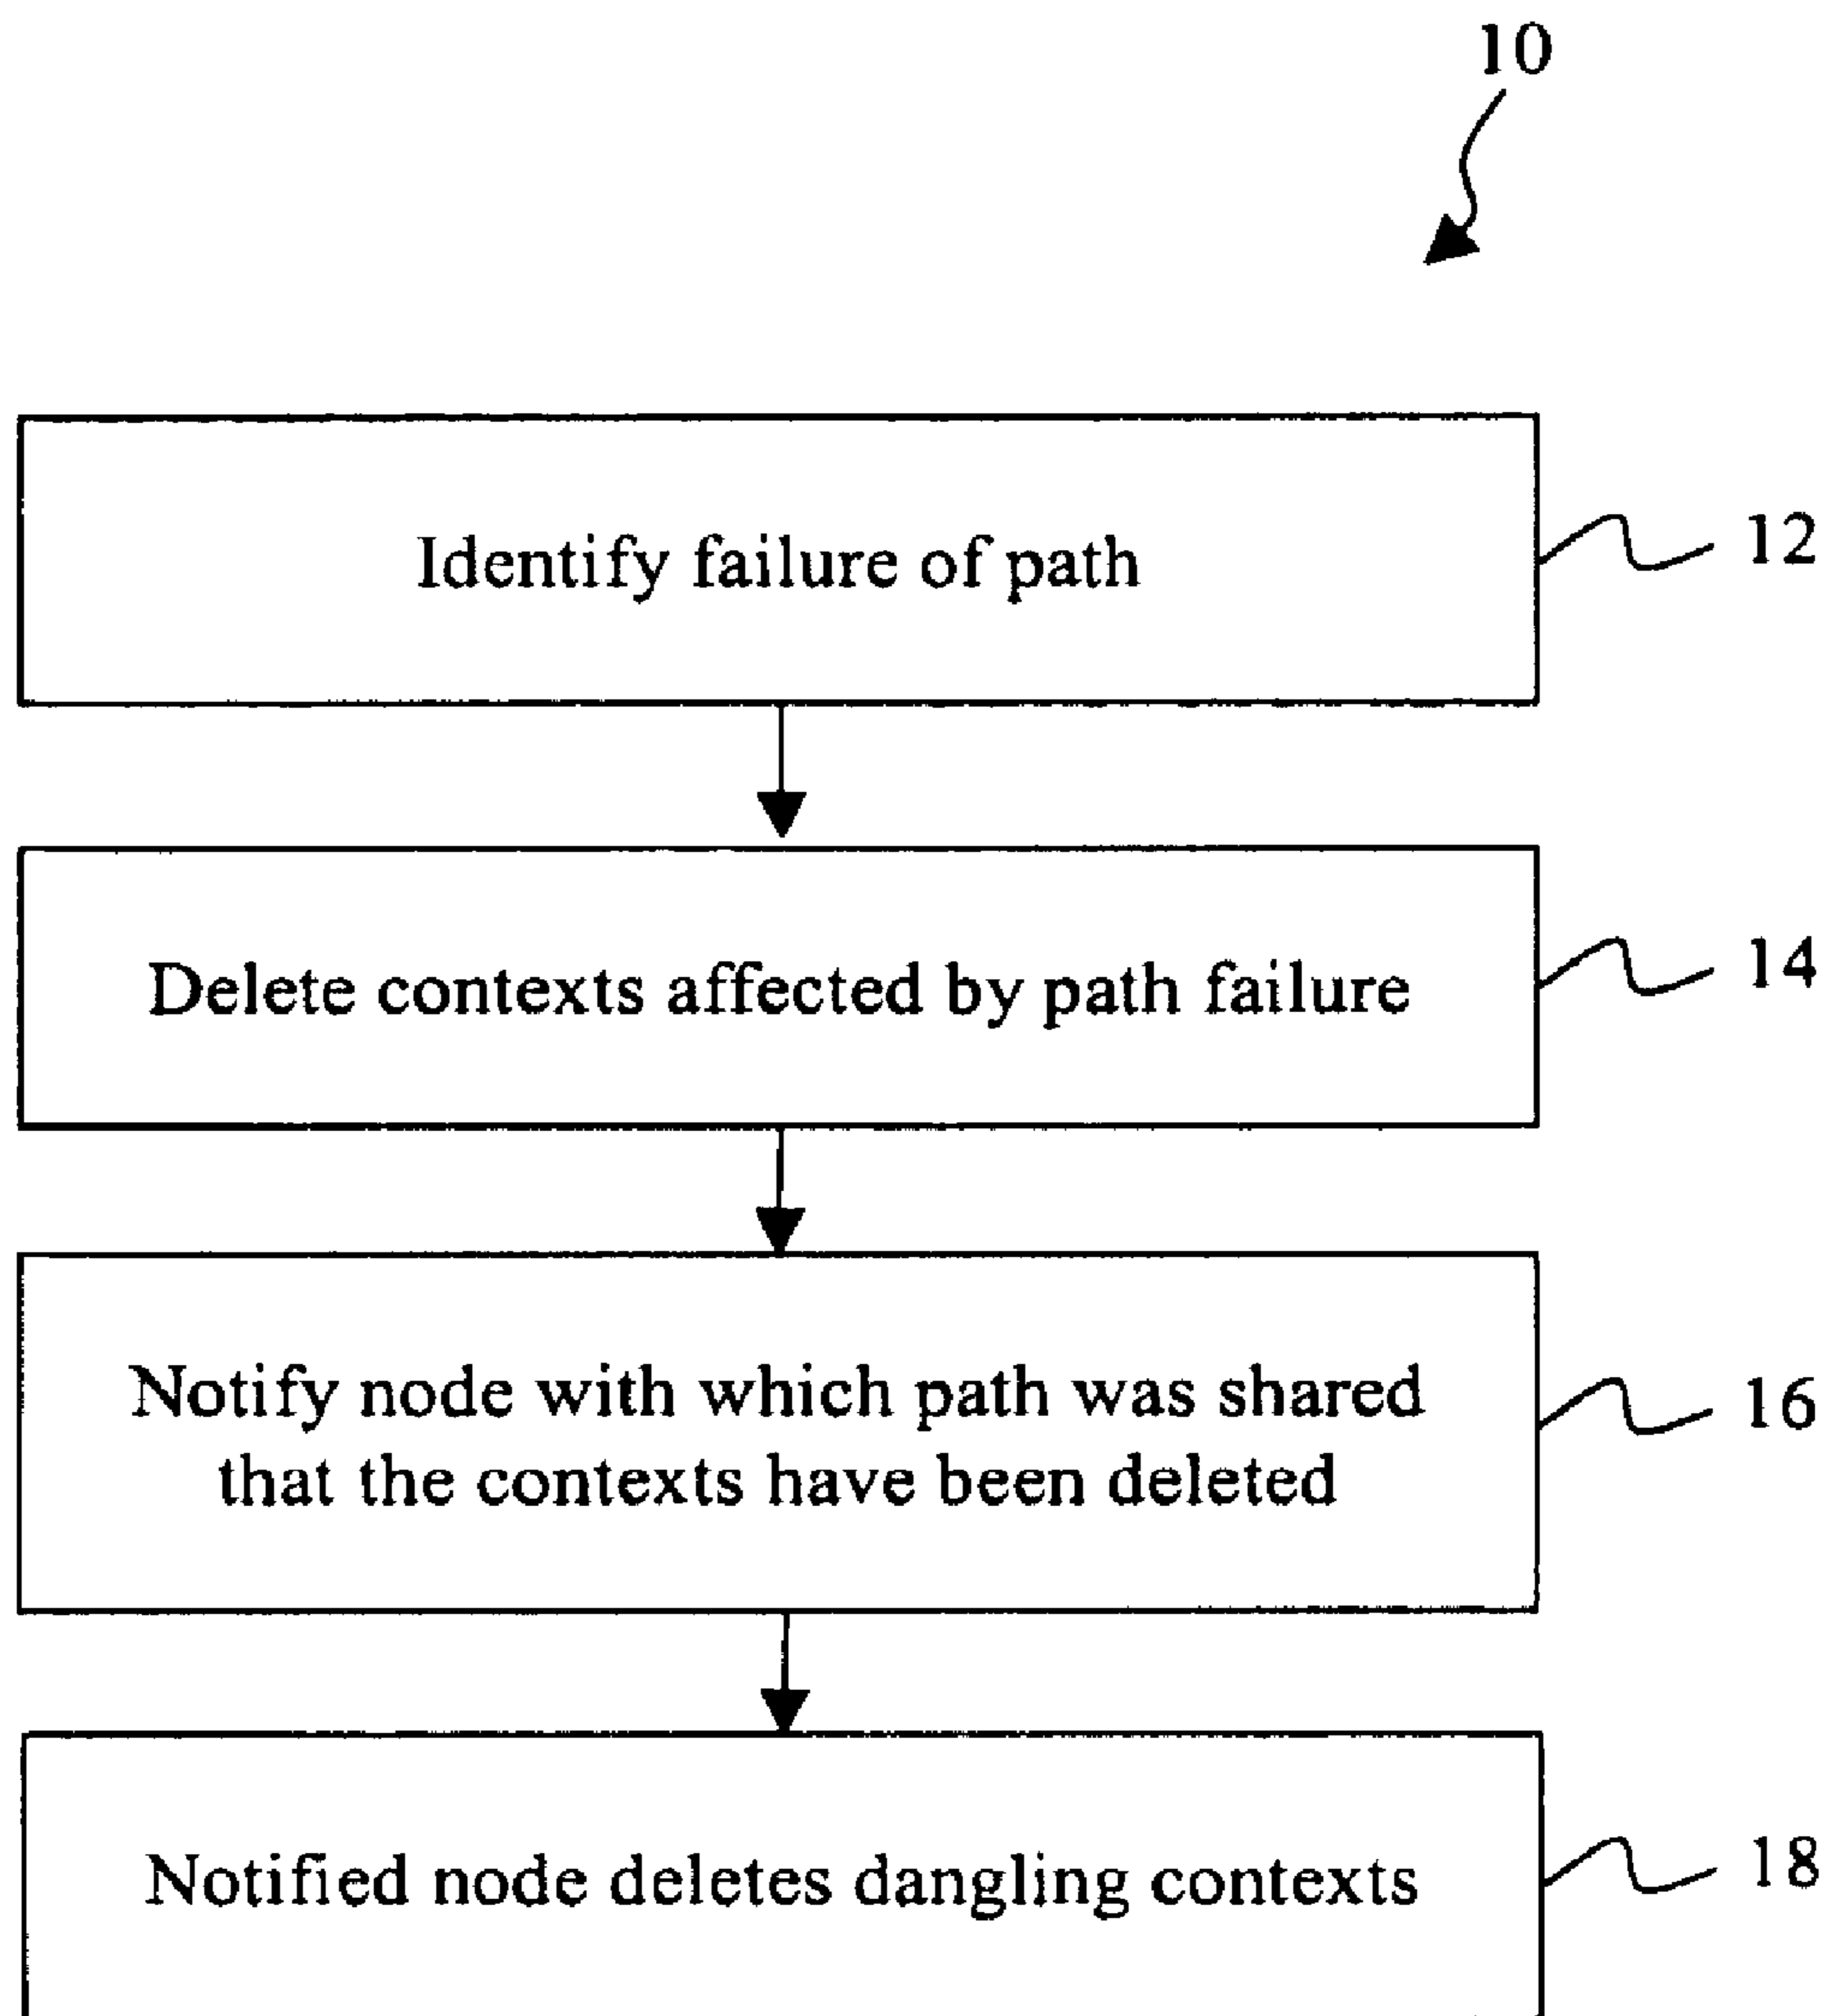 10
Identify failure of path
12
Delete contexts affected by path failure
14
Notify node with which path was shared
that the contexts have been deleted
16
Notified node deletes dangling contexts
18